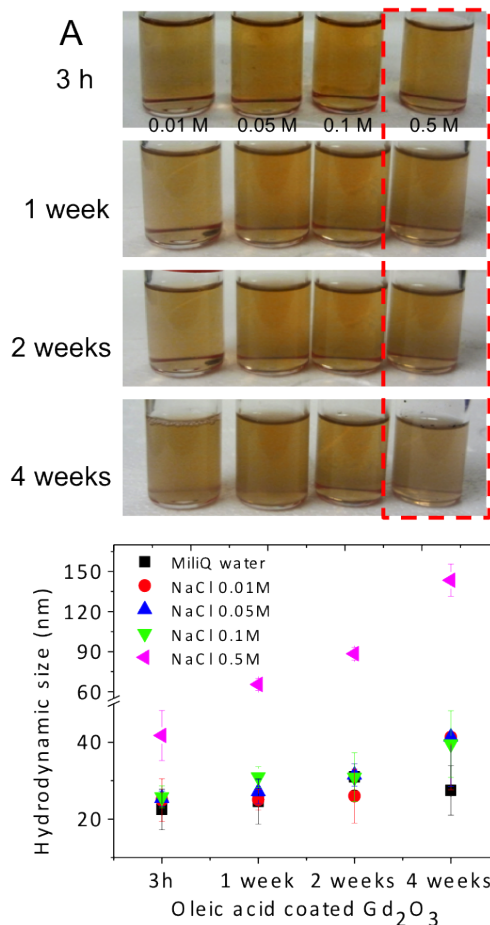 A
3 h
0.01 M 0.05 M 0.1 M 0.5 M
1 week
2 weeks
4 weeks
Hydrodynamic size (nm)
150
120
90
60
40
20
MiliQ water
NaCl 0.01M
NaCl 0.05M
NaCl 0.1M
NaCl 0.5M
3h 1 week 2 weeks 4 weeks
Oleic acid coated Gd₂O₃